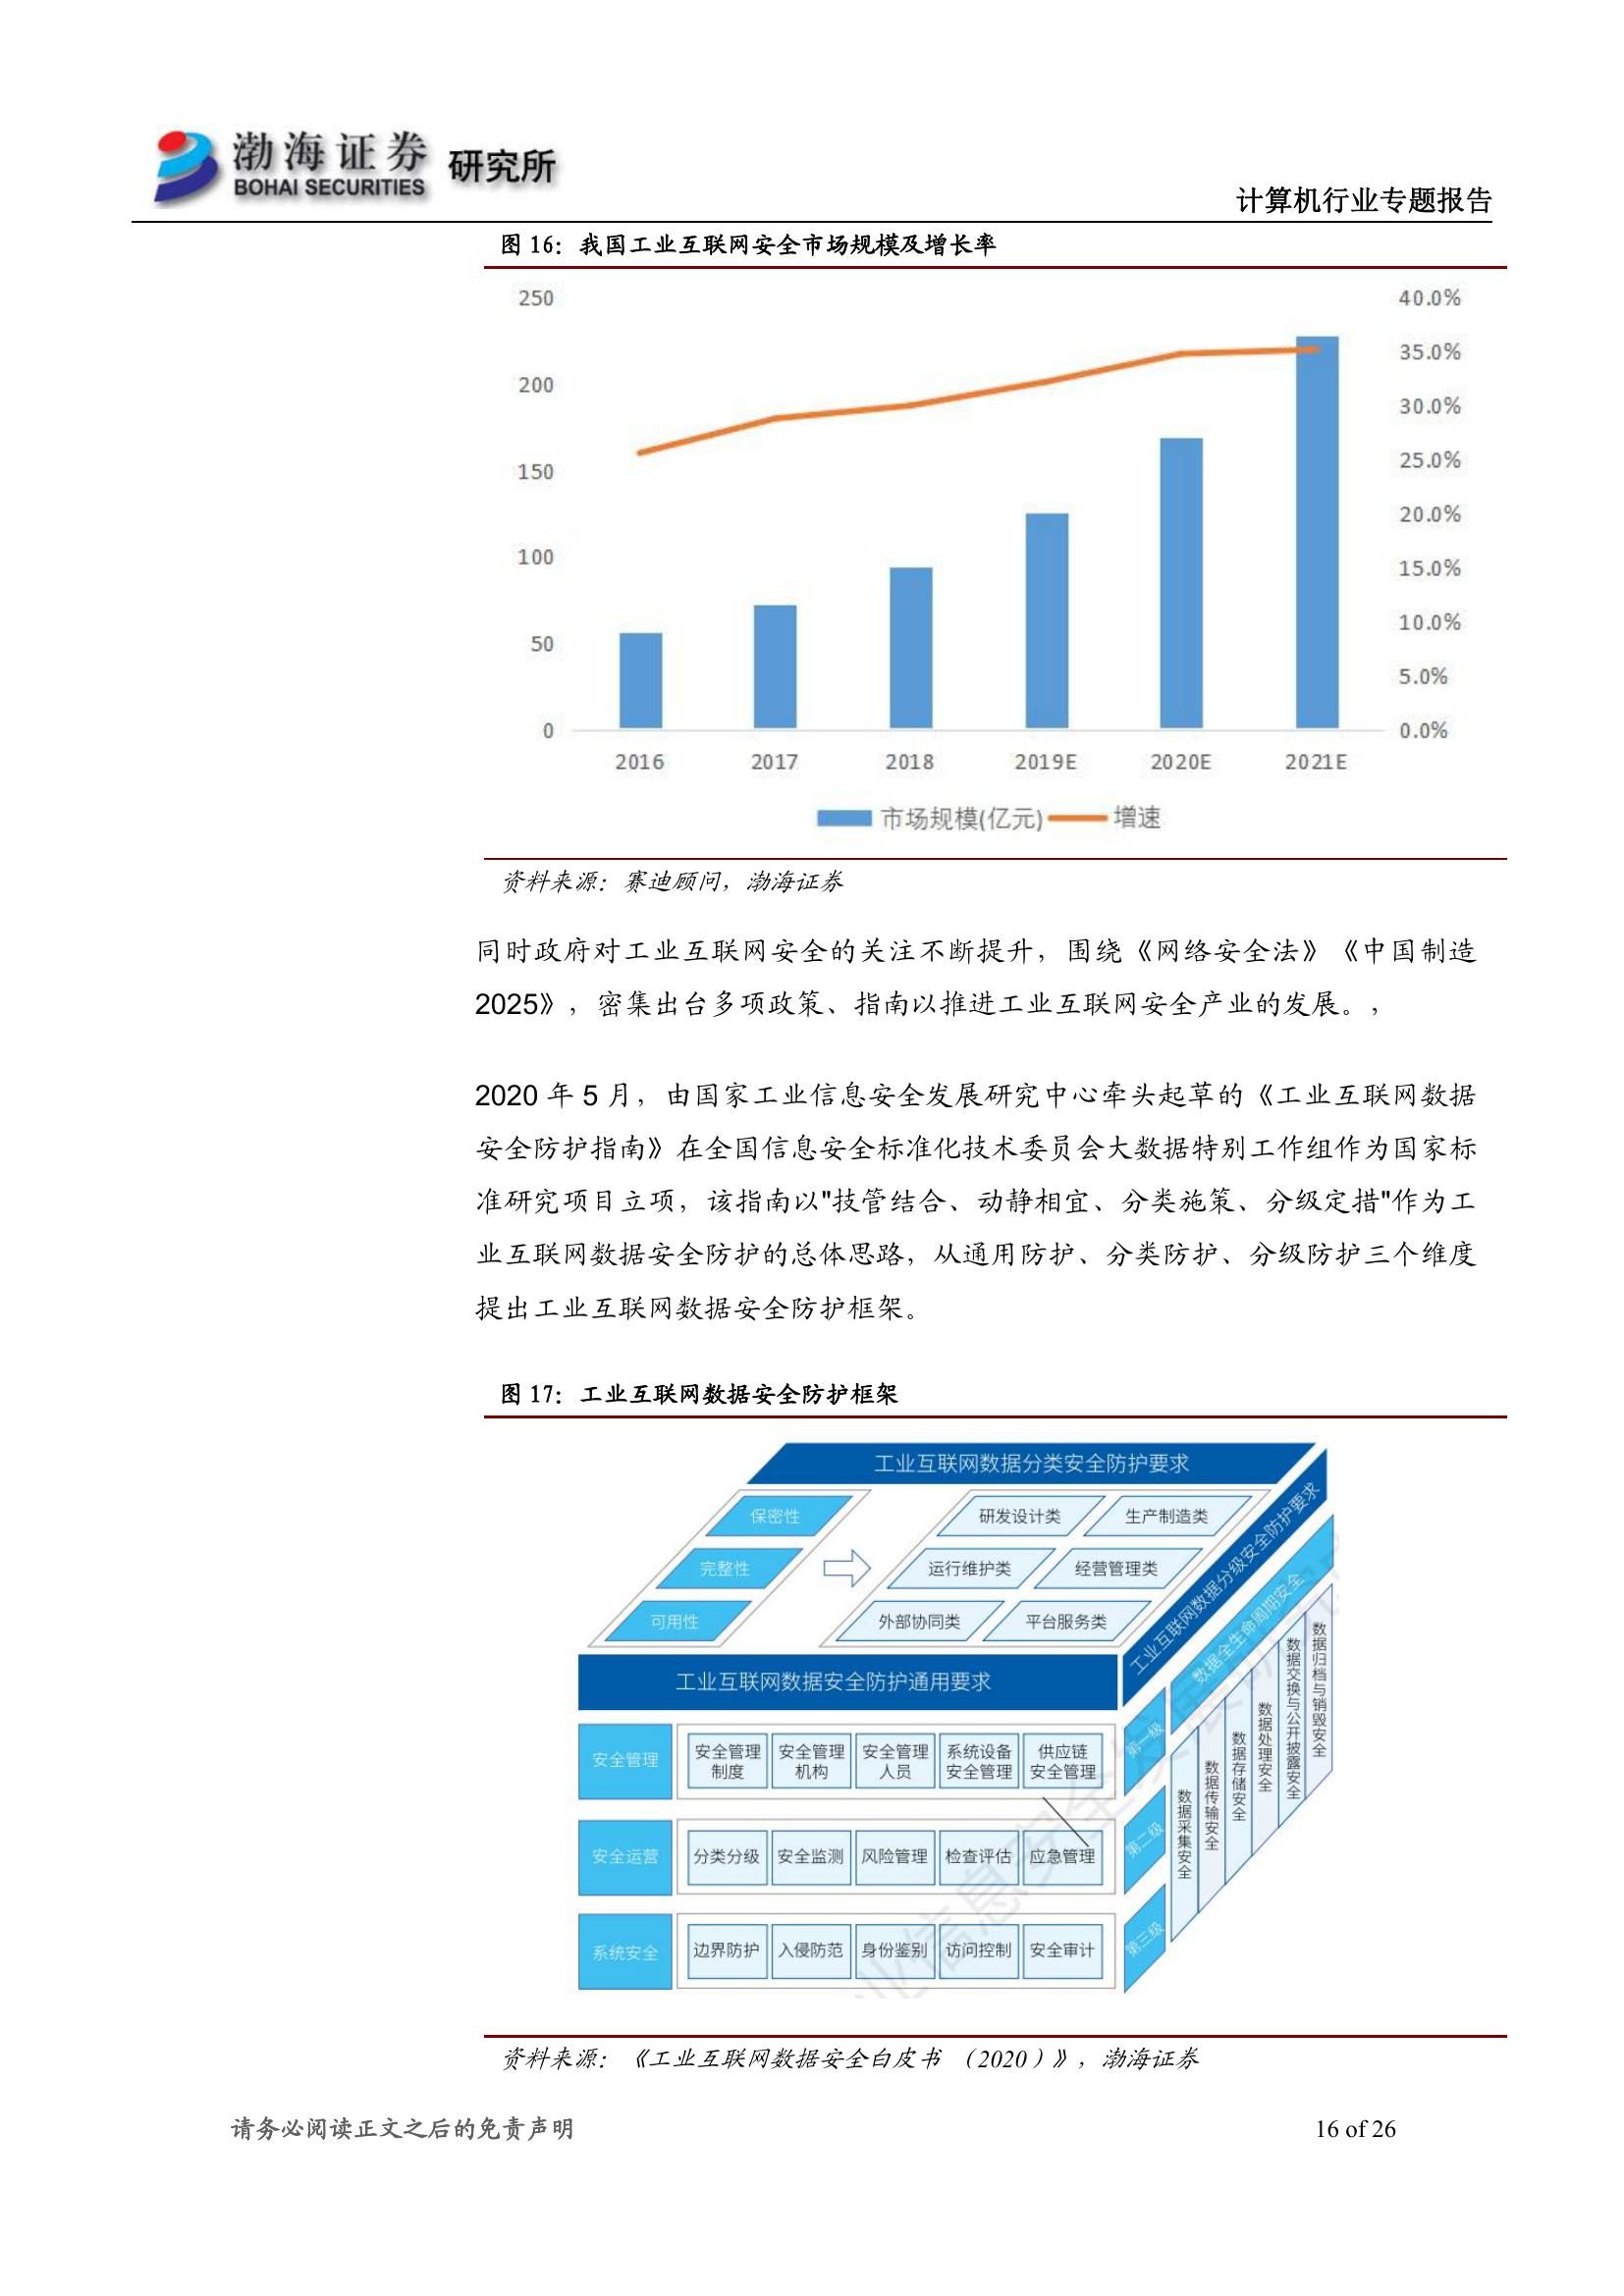 渤海证券 研究所
BOHAI SECURITIES
计算机行业专题报告
图 16：我国工业互联网安全市场规模及增长率
250
200
150
100
50
0
40.0%
35.0%
30.0%
25.0%
20.0%
15.0%
10.0%
5.0%
0.0%
2016 2017 2018 2019E 2020E 2021E
市场规模(亿元) 增速
资料来源：赛迪顾问，渤海证券
同时政府对工业互联网安全的关注不断提升，围绕《网络安全法》《中国制造
2025》，密集出台多项政策、指南以推进工业互联网安全产业的发展。，
2020 年 5 月，由国家工业信息安全发展研究中心牵头起草的《工业互联网数据
安全防护指南》在全国信息安全标准化技术委员会大数据特别工作组作为国家标
准研究项目立项，该指南以"技管结合、动静相宜、分类施策、分级定措"作为工
业互联网数据安全防护的总体思路，从通用防护、分类防护、分级防护三个维度
提出工业互联网数据安全防护框架。
图 17：工业互联网数据安全防护框架
工业互联网数据分类安全防护要求
保密性
完整性
可用性
研发设计类 生产制造类
运行维护类 经营管理类
外部协同类 平台服务类
工业互联网数据安全防护通用要求
安全管理
安全管理制度
安全管理机构
安全管理人员
系统设备安全管理
供应链安全管理
安全运营
分类分级 安全监测 风险管理 检查评估 应急管理
系统安全
边界防护 入侵防范 身份鉴别 访问控制 安全审计
工业互联网数据分级安全防护要求
第一级
第二级
第三级
数据全生命周期安全
数据采集安全
数据传输安全
数据存储安全
数据处理安全
数据交换与公开披露安全
数据归档与销毁安全
资料来源：《工业互联网数据安全白皮书 （2020）》，渤海证券
请务必阅读正文之后的免责声明
16 of 26